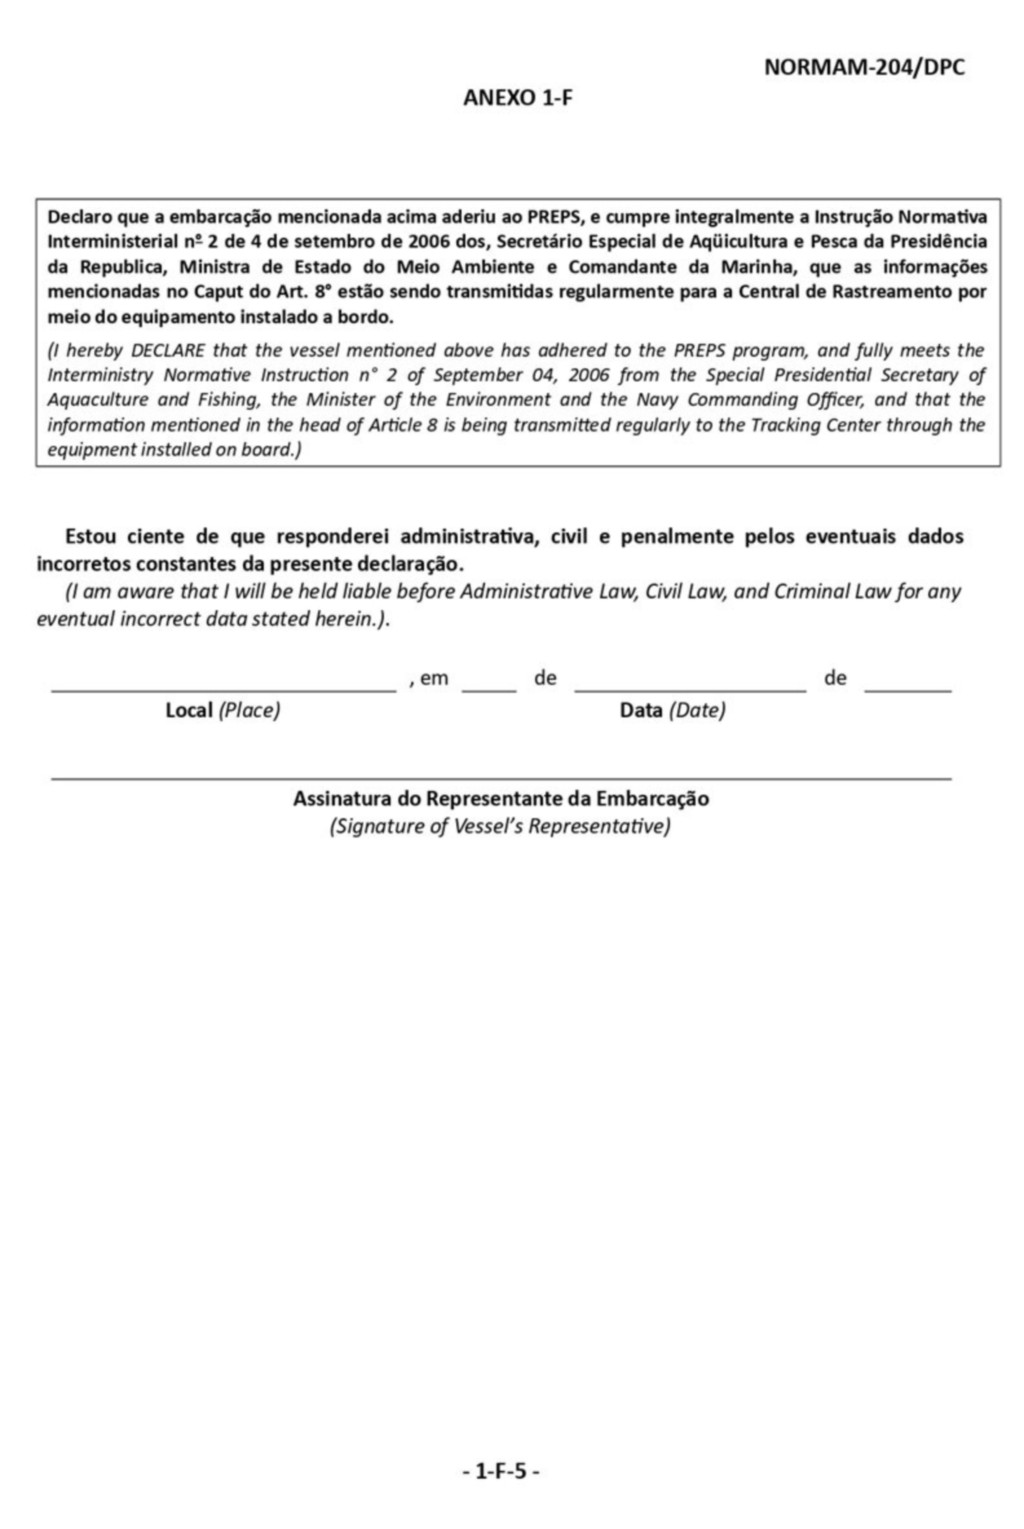 NORMAM-204/DPC
ANEXO 1-F
Declaro que a embarcação mencionada acima aderiu ao PREPS, e cumpre integralmente a Instrução Normativa
Interministerial nº 2 de 4 de setembro de 2006 dos, Secretário Especial de Aqüicultura e Pesca da Presidência
da Republica, Ministra de Estado do Meio Ambiente e Comandante da Marinha, que as informações
mencionadas no Caput do Art. 8° estão sendo transmitidas regularmente para a Central de Rastreamento por
meio do equipamento instalado a bordo.
(I hereby DECLARE that the vessel mentioned above has adhered to the PREPS program, and fully meets the
Interministry Normative Instruction n° 2 of September 04, 2006 from the Special Presidential Secretary of
Aquaculture and Fishing, the Minister of the Environment and the Navy Commanding Officer, and that the
information mentioned in the head of Article 8 is being transmitted regularly to the Tracking Center through the
equipment installed on board.)
Estou ciente de que responderei administrativa, civil e penalmente pelos eventuais dados
incorretos constantes da presente declaração.
(I am aware that I will be held liable before Administrative Law, Civil Law, and Criminal Law for any
eventual incorrect data stated herein.).
, em de de
Local (Place) Data (Date)
Assinatura do Representante da Embarcação
(Signature of Vessel's Representative)
- 1-F-5 -